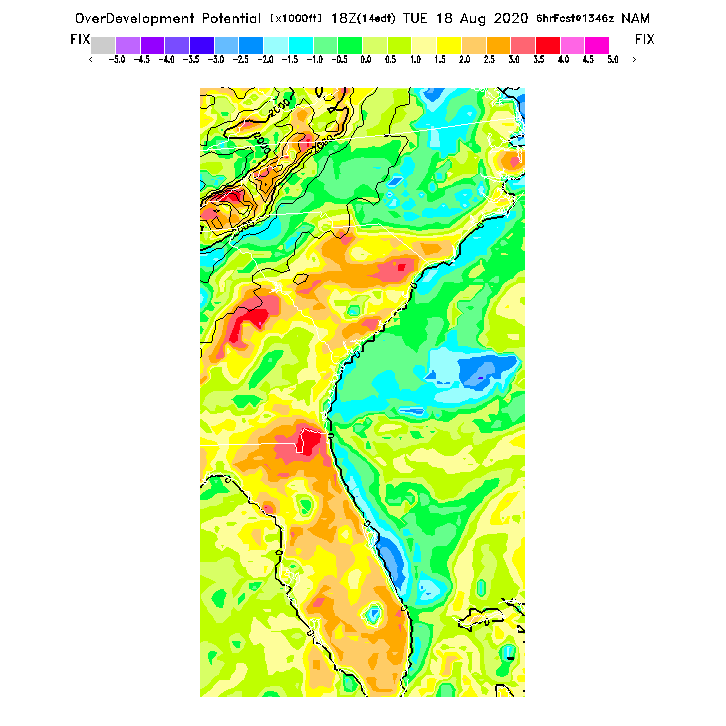 OverDevelopment Potential [x1000ft] 18Z(14edt) TUE 18 Aug 2020 6hrFcst@1346z NAM
FIX FIX
< -5.0 -4.5 -4.0 -3.5 -3.0 -2.5 -2.0 -1.5 -1.0 -0.5 0.0 0.5 1.0 1.5 2.0 2.5 3.0 3.5 4.0 4.5 5.0 >
2000
2000